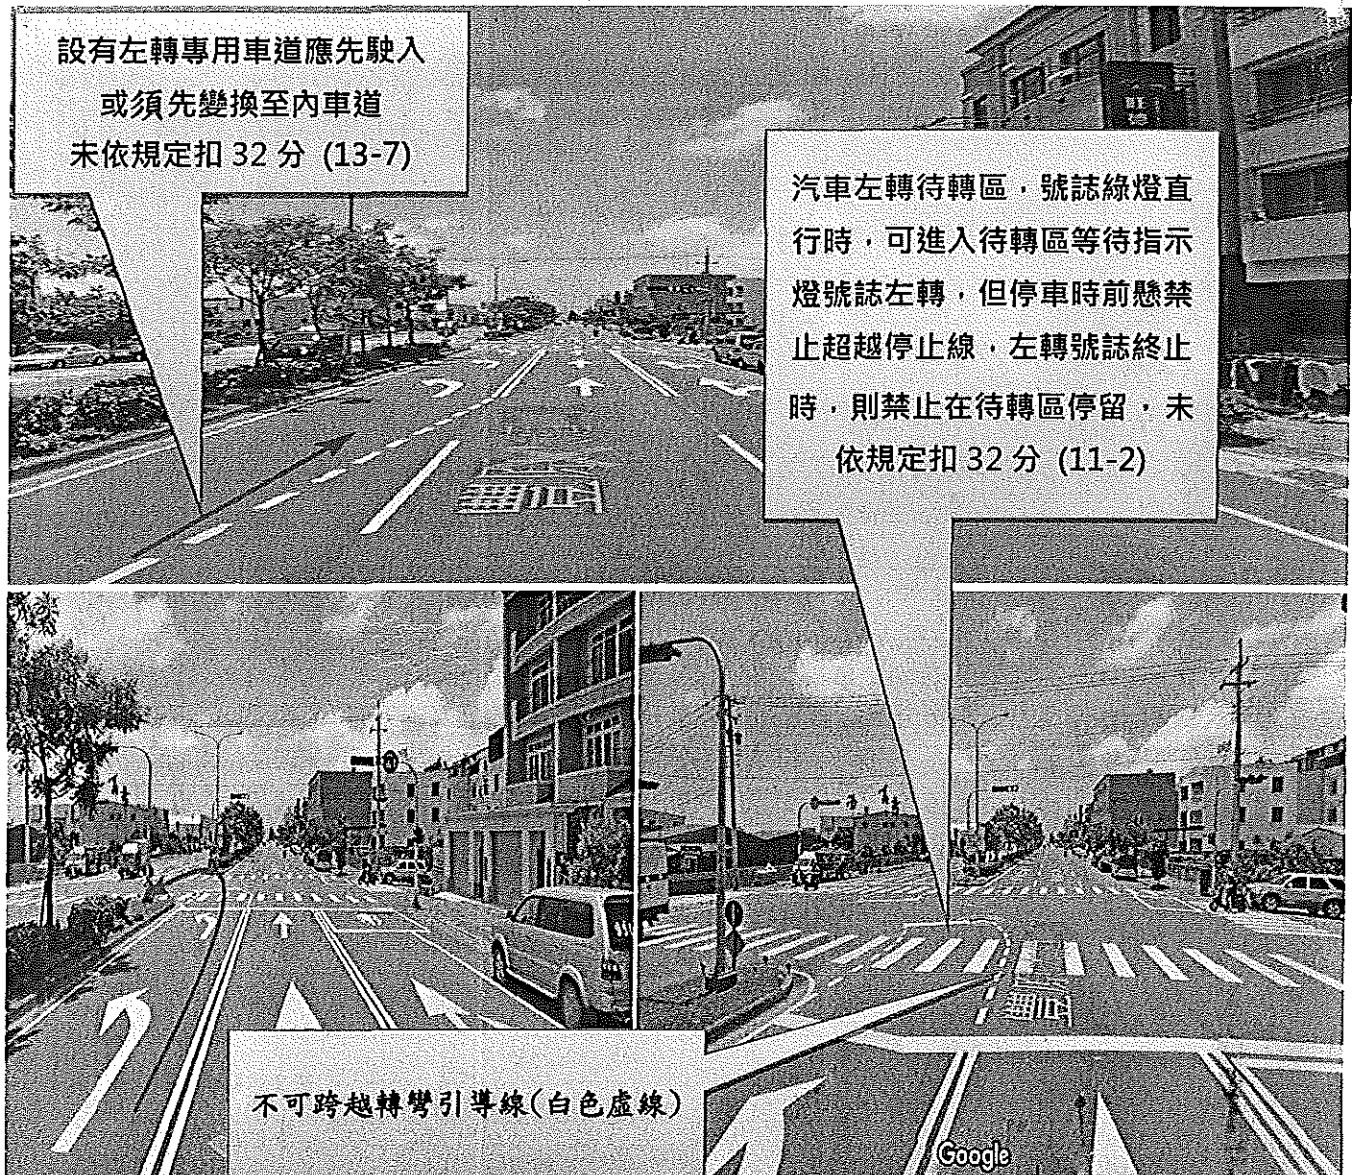 設有左轉專用車道應先駛入
或須先變換至內車道
未依規定扣 32 分 (13-7)
汽車左轉待轉區，號誌綠燈直
行時，可進入待轉區等待指示
燈號誌左轉，但停車時前懸禁
止超越停止線，左轉號誌終止
時，則禁止在待轉區停留，未
依規定扣 32 分 (11-2)
不可跨越轉彎引導線(白色虛線)
Google